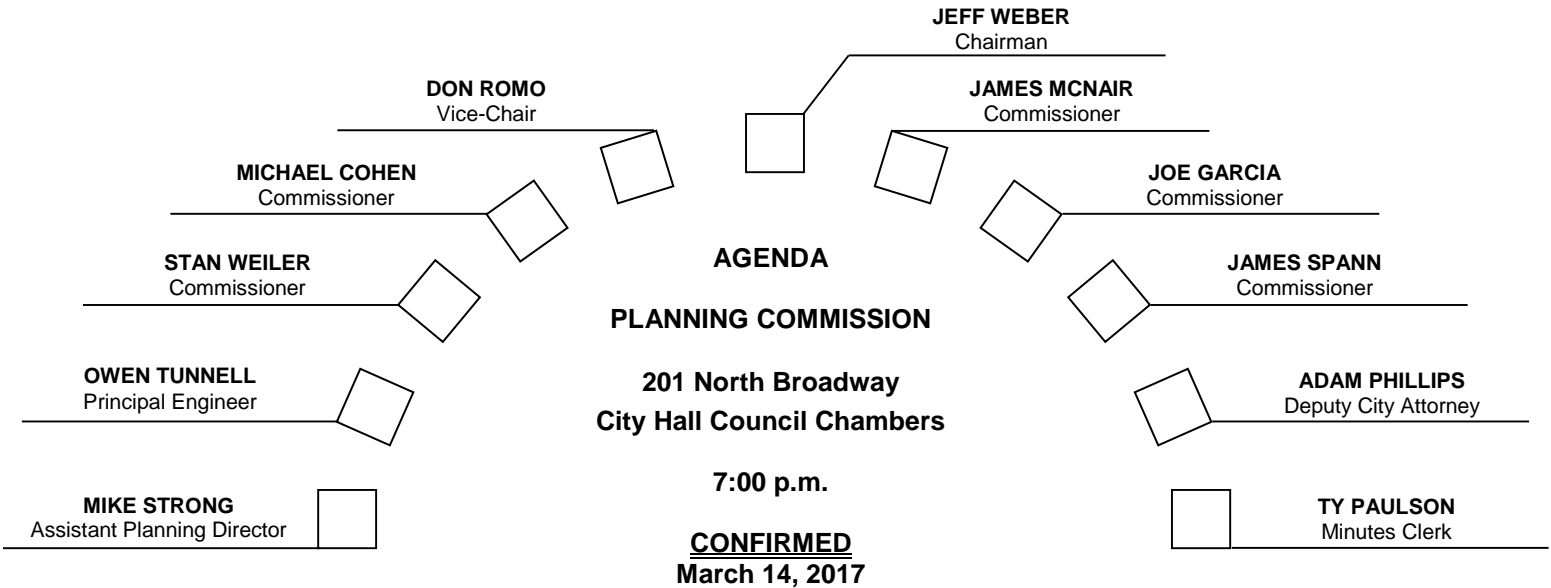 JEFF WEBER
Chairman
DON ROMO
Vice-Chair
JAMES MCNAIR
Commissioner
MICHAEL COHEN
Commissioner
JOE GARCIA
Commissioner
STAN WEILER
Commissioner
JAMES SPANN
Commissioner
OWEN TUNNELL
Principal Engineer
ADAM PHILLIPS
Deputy City Attorney
MIKE STRONG
Assistant Planning Director
TY PAULSON
Minutes Clerk
AGENDA
PLANNING COMMISSION
201 North Broadway
City Hall Council Chambers
7:00 p.m.
CONFIRMED
March 14, 2017